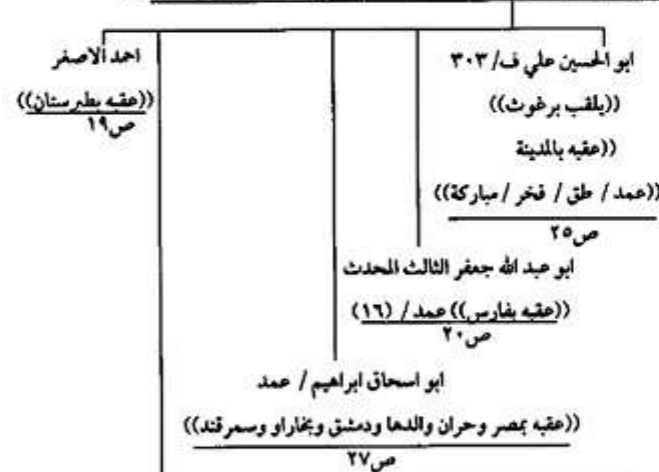 ابو الحسين علي ف/ ٣٠٣
((يلقب برغوث))
((عقبه بالمدينة
((عمد / طق / فخر / مباركة))
ص٢٥
احمد الاصغر
((عقبه بطبرستان))
ص١٩
ابو عبد الله جعفر الثالث المحدث
((عقبه بفارس)) عمد / (١٦)
ص٢٠
ابو اسحاق ابراهيم / عمد
((عقبه بمصر وحران والدها ودمشق وبخاراو وسمرقند))
ص٢٧